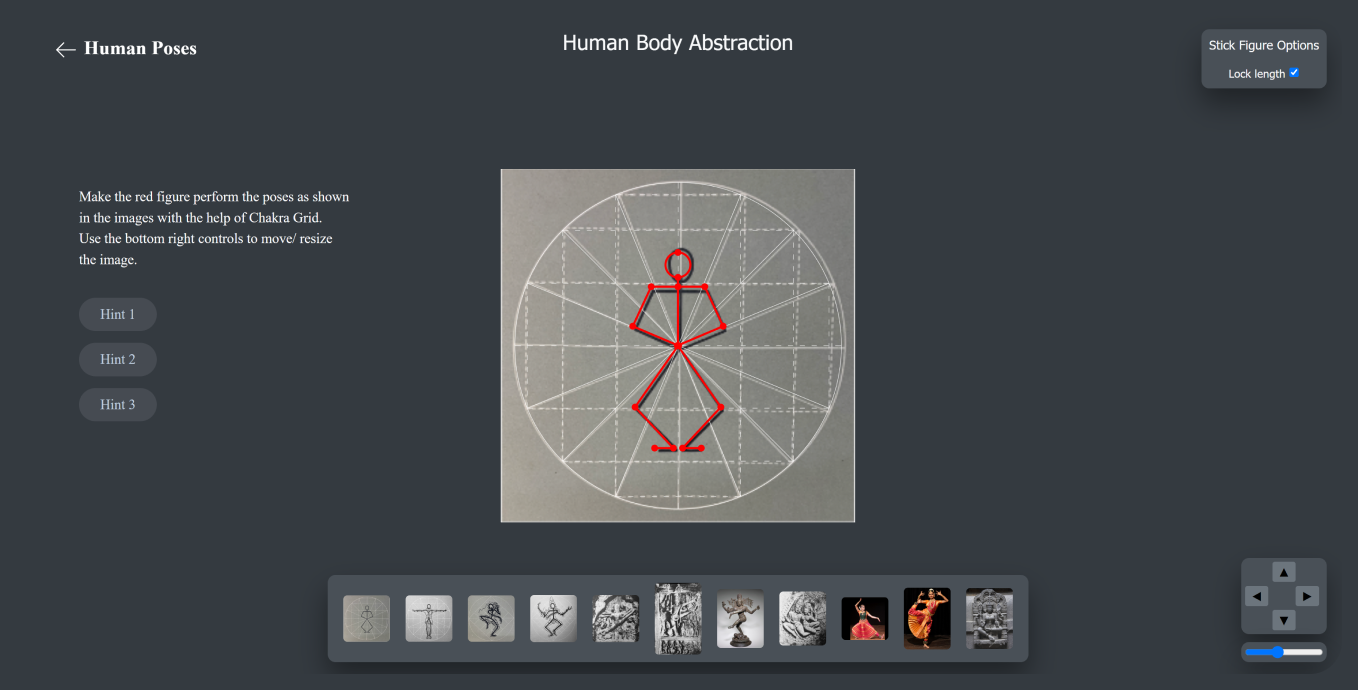 Human Poses
Human Body Abstraction
Stick Figure Options
Lock length
Make the red figure perform the poses as shown
in the images with the help of Chakra Grid.
Use the bottom right controls to move/ resize
the image.
Hint 1
Hint 2
Hint 3